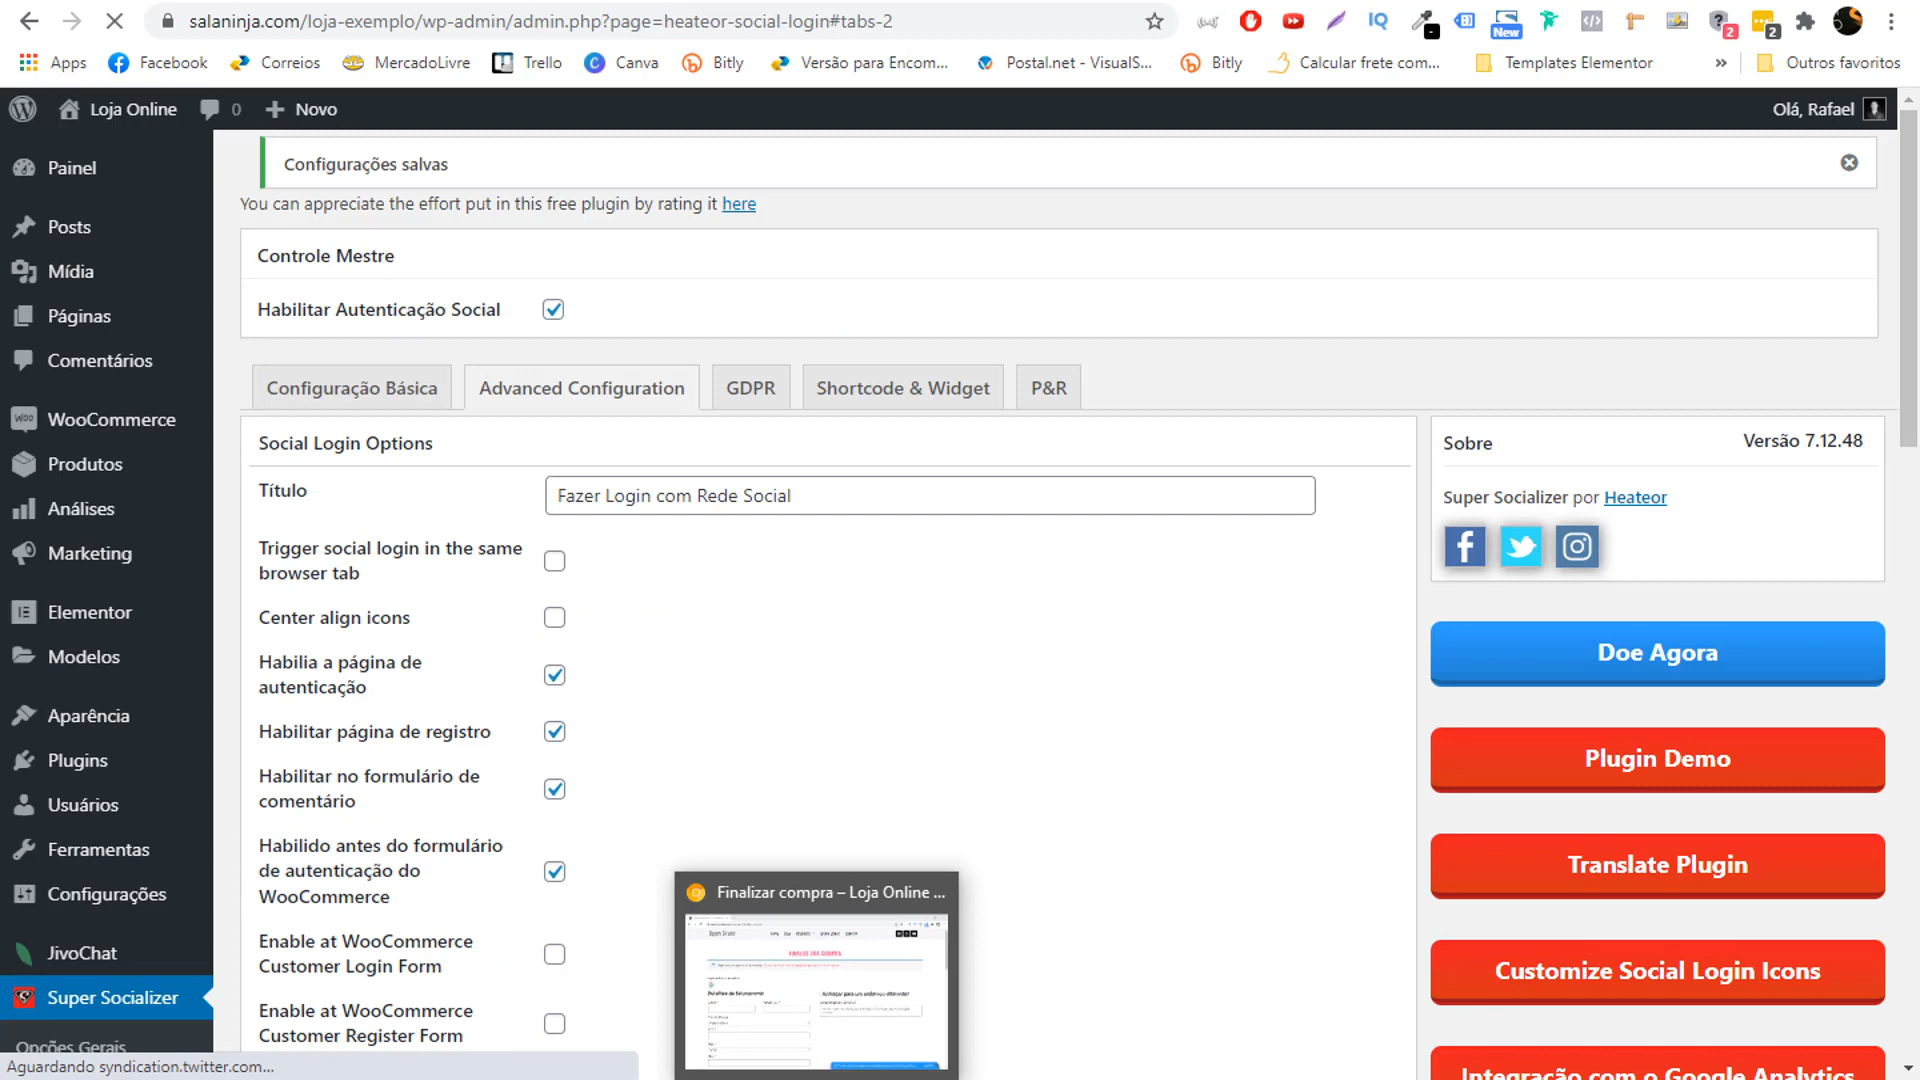 salaninja.com/loja-exemplo/wp-admin/admin.php?page=heateor-social-login#tabs-2
IQ
New
2
2
Apps
Facebook
Correios
MercadoLivre
Trello
Canva
Bitly
Versão para Encom...
Postal.net - VisualS...
Bitly
Calcular frete com...
Templates Elementor
»
Outros favoritos
Loja Online
0
Novo
Olá, Rafael
Painel
Posts
Mídia
Páginas
Comentários
WooCommerce
Produtos
Análises
Marketing
Elementor
Modelos
Aparência
Plugins
Usuários
Ferramentas
Configurações
JivoChat
Super Socializer
Opções Gerais
Aguardando syndication.twitter.com...
Configurações salvas
You can appreciate the effort put in this free plugin by rating it here
Controle Mestre
Habilitar Autenticação Social
Configuração Básica
Advanced Configuration
GDPR
Shortcode & Widget
P&R
Social Login Options
Título
Fazer Login com Rede Social
Trigger social login in the same
browser tab
Center align icons
Habilia a página de
autenticação
Habilitar página de registro
Habilitar no formulário de
comentário
Habilido antes do formulário
de autenticação do
WooCommerce
Enable at WooCommerce
Customer Login Form
Enable at WooCommerce
Customer Register Form
Finalizar compra – Loja Online ...
FINALIZE SUA COMPRA
Sobre
Versão 7.12.48
Super Socializer por Heateor
Doe Agora
Plugin Demo
Translate Plugin
Customize Social Login Icons
Integração com o Google Analytics